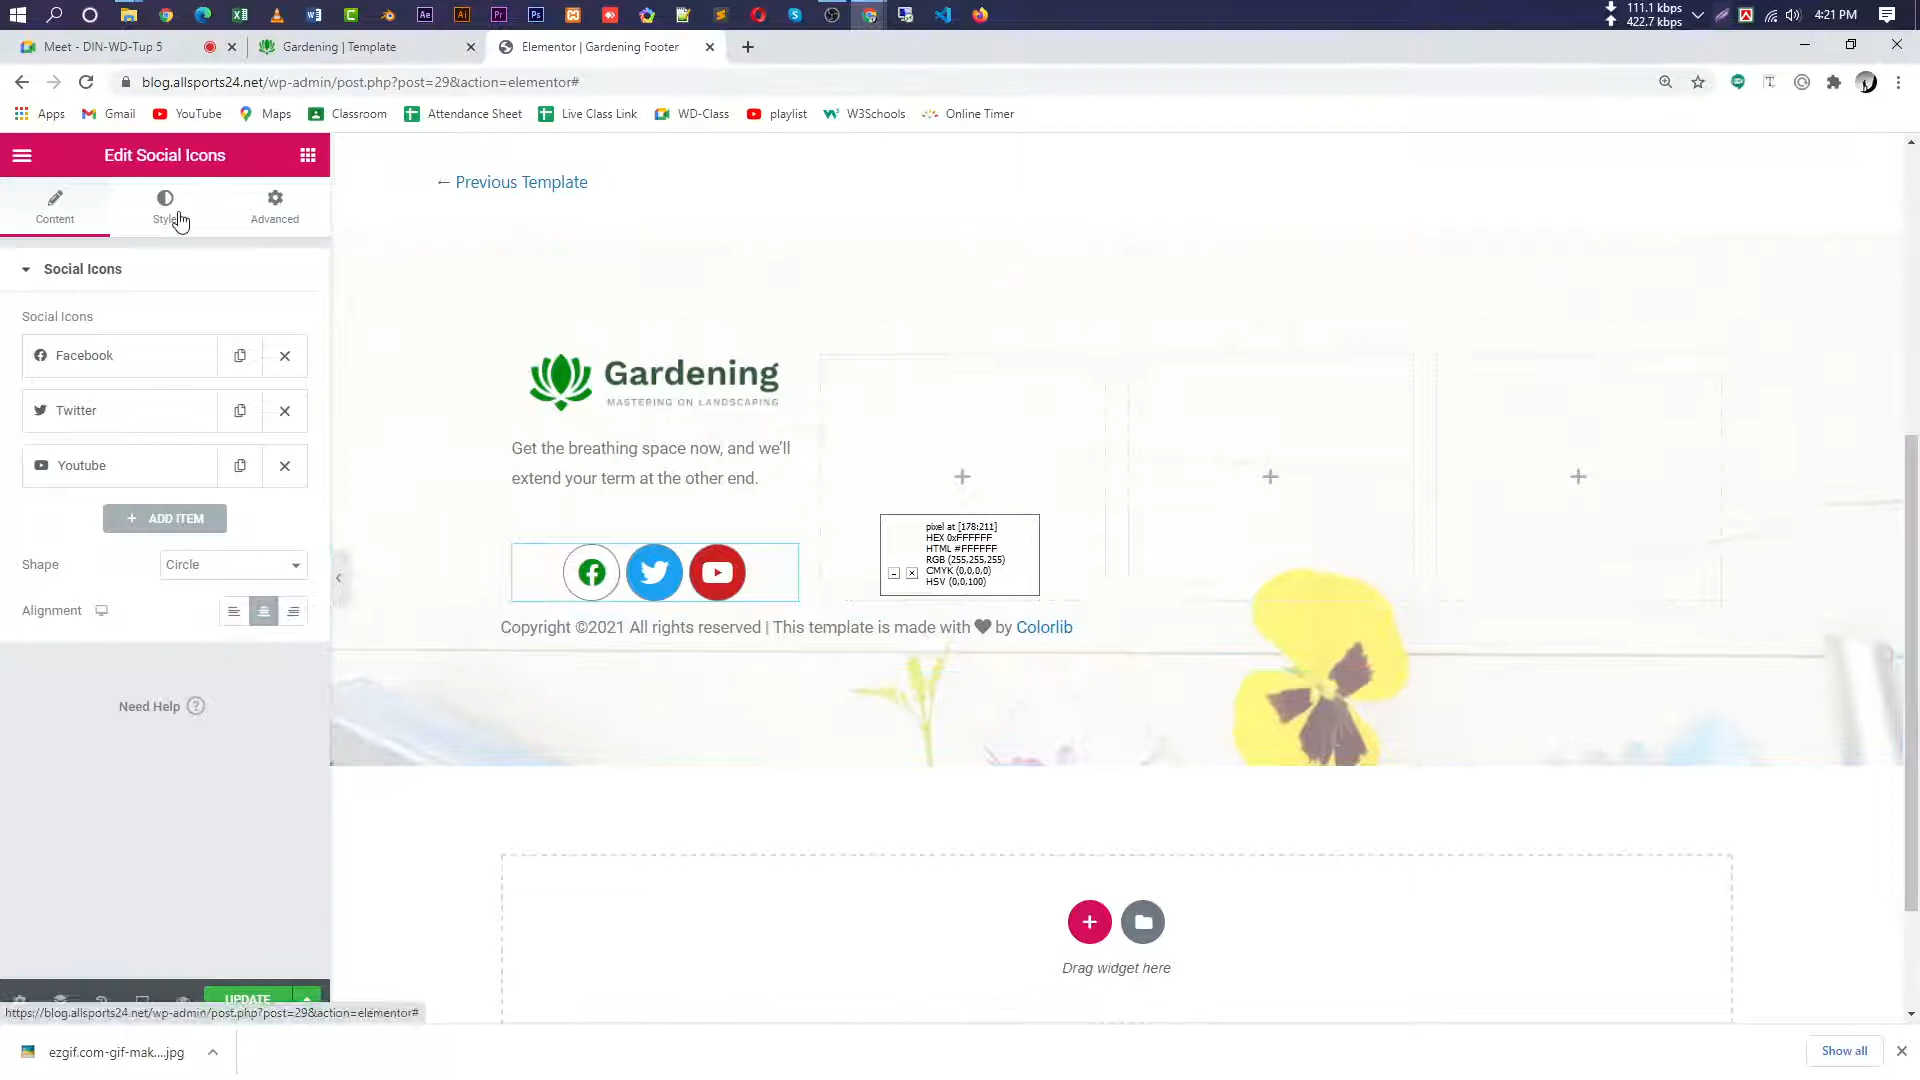 111.1 kbps
422.7 kbps
4:21 PM
Meet - DIN-WD-Tup 5
Gardening | Template
Elementor | Gardening Footer
blog.allsports24.net/wp-admin/post.php?post=29&action=elementor#
Apps
Gmail
YouTube
Maps
Classroom
Attendance Sheet
Live Class Link
WD-Class
playlist
W3Schools
Online Timer
Edit Social Icons
Content
Style
Advanced
Social Icons
Social Icons
Facebook
Twitter
Youtube
+ ADD ITEM
Shape
Circle
Alignment
Need Help
UPDATE
https://blog.allsports24.net/wp-admin/post.php?post=29&action=elementor#
← Previous Template
Gardening
MASTERING ON LANDSCAPING
Get the breathing space now, and we'll
extend your term at the other end.
pixel at [178:211]
HEX 0xFFFFFF
HTML #FFFFFF
RGB (255,255,255)
CMYK (0,0,0,0)
HSV (0,0,100)
Copyright ©2021 All rights reserved | This template is made with ♥ by Colorlib
Drag widget here
ezgif.com-gif-mak....jpg
Show all